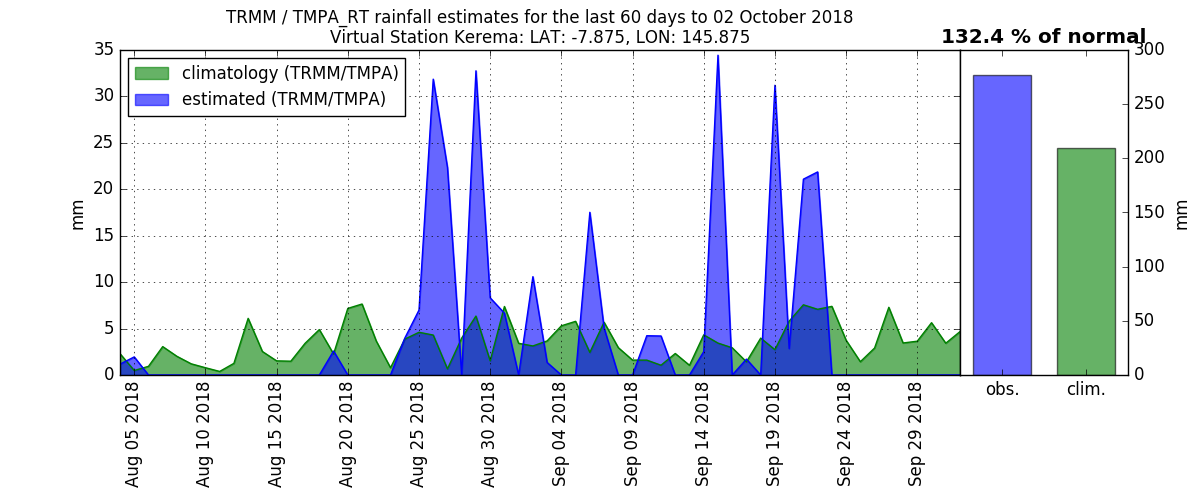 TRMM / TMPA_RT rainfall estimates for the last 60 days to 02 October 2018
Virtual Station Kerema: LAT: -7.875, LON: 145.875
132.4 % of normal
climatology (TRMM/TMPA)
estimated (TRMM/TMPA)
35
30
25
20
15
10
5
0
mm
Aug 05 2018
Aug 10 2018
Aug 15 2018
Aug 20 2018
Aug 25 2018
Aug 30 2018
Sep 04 2018
Sep 09 2018
Sep 14 2018
Sep 19 2018
Sep 24 2018
Sep 29 2018
300
250
200
150
100
50
0
mm
obs.
clim.